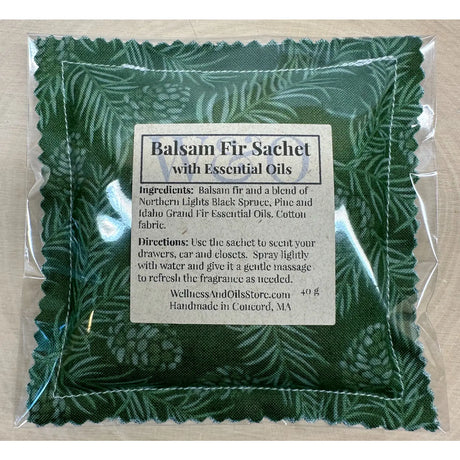 W&O
Balsam Fir Sachet
with Essential Oils
Ingredients: Balsam fir and a blend of
Northern Lights Black Spruce, Pine and
Idaho Grand Fir Essential Oils. Cotton
fabric.
Directions: Use the sachet to scent your
drawers, car and closets. Spray lightly
with water and give it a gentle massage
to refresh the fragrance as needed.
WellnessAndOilsStore.com 40 g
Handmade in Concord, MA